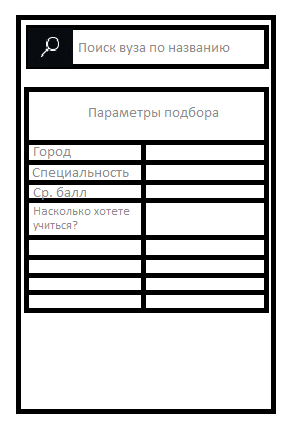 Поиск вуза по названию
Параметры подбора
Город
Специальность
Ср. балл
Насколько хотете
учиться?